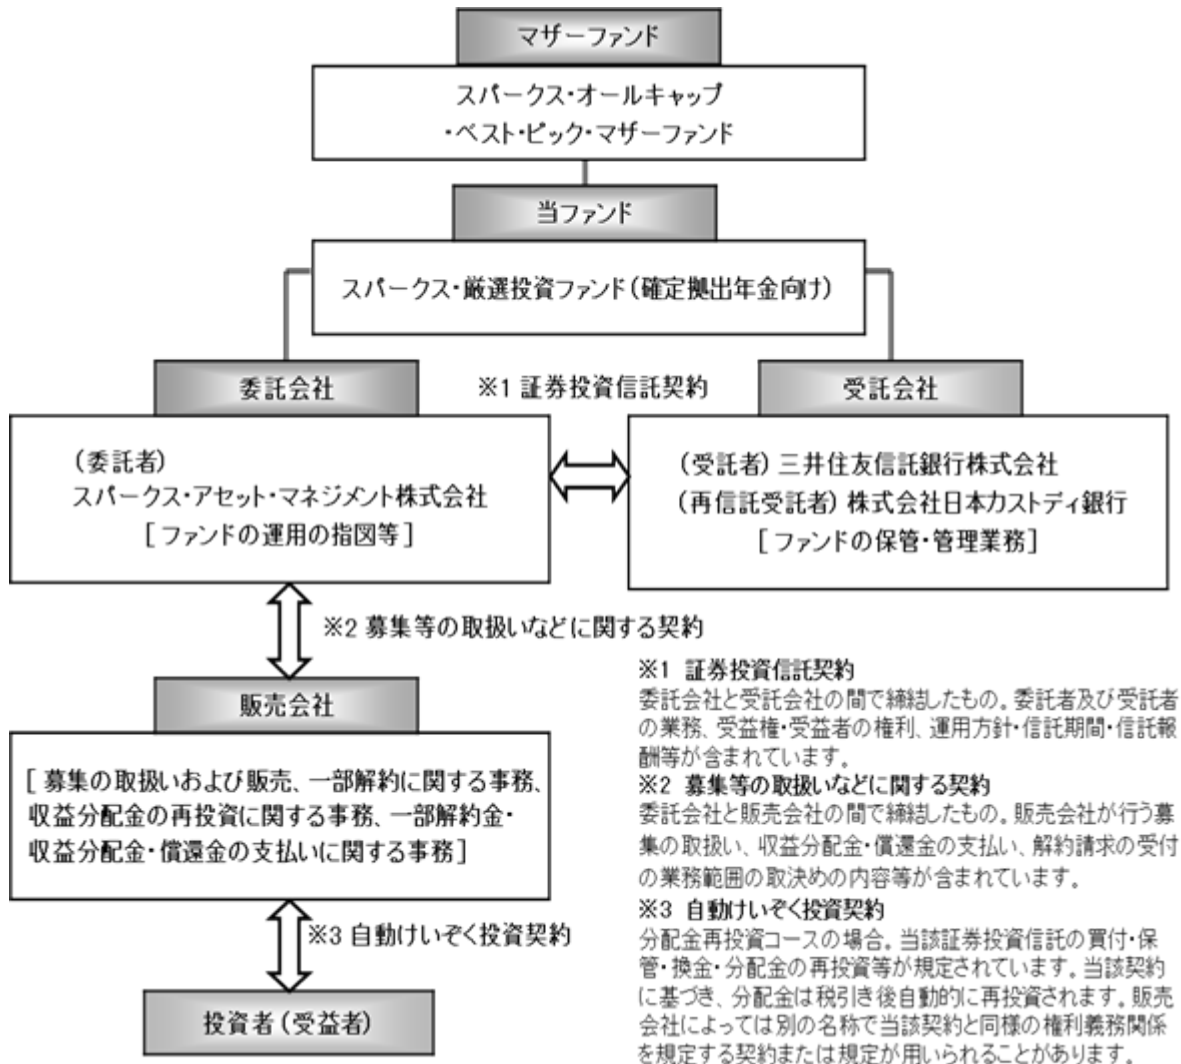 マザーファンド
スパークス・オールキャップ
・ベスト・ピック・マザーファンド
当ファンド
スパークス・厳選投資ファンド(確定拠出年金向け)
委託会社
※1 証券投資信託契約
受託会社
(委託者)
スパークス・アセット・マネジメント株式会社
[ファンドの運用の指図等]
(受託者)三井住友信託銀行株式会社
(再信託受託者)株式会社日本カストディ銀行
[ファンドの保管・管理業務]
※2 募集等の取扱いなどに関する契約
販売会社
[募集の取扱いおよび販売、一部解約に関する事務、
収益分配金の再投資に関する事務、一部解約金・
収益分配金・償還金の支払いに関する事務]
※3 自動けいぞく投資契約
投資者(受益者)
※1 証券投資信託契約
委託会社と受託会社の間で締結したもの。委託者及び受託者
の業務、受益権・受益者の権利、運用方針・信託期間・信託報
酬等が含まれています。
※2 募集等の取扱いなどに関する契約
委託会社と販売会社の間で締結したもの。販売会社が行う募
集の取扱い、収益分配金・償還金の支払い、解約請求の受付
の業務範囲の取決めの内容等が含まれています。
※3 自動けいぞく投資契約
分配金再投資コースの場合。当該証券投資信託の買付・保
管・換金・分配金の再投資等が規定されています。当該契約
に基づき、分配金は税引き後自動的に再投資されます。販売
会社によっては別の名称で当該契約と同様の権利義務関係
を規定する契約または規定が用いられることがあります。